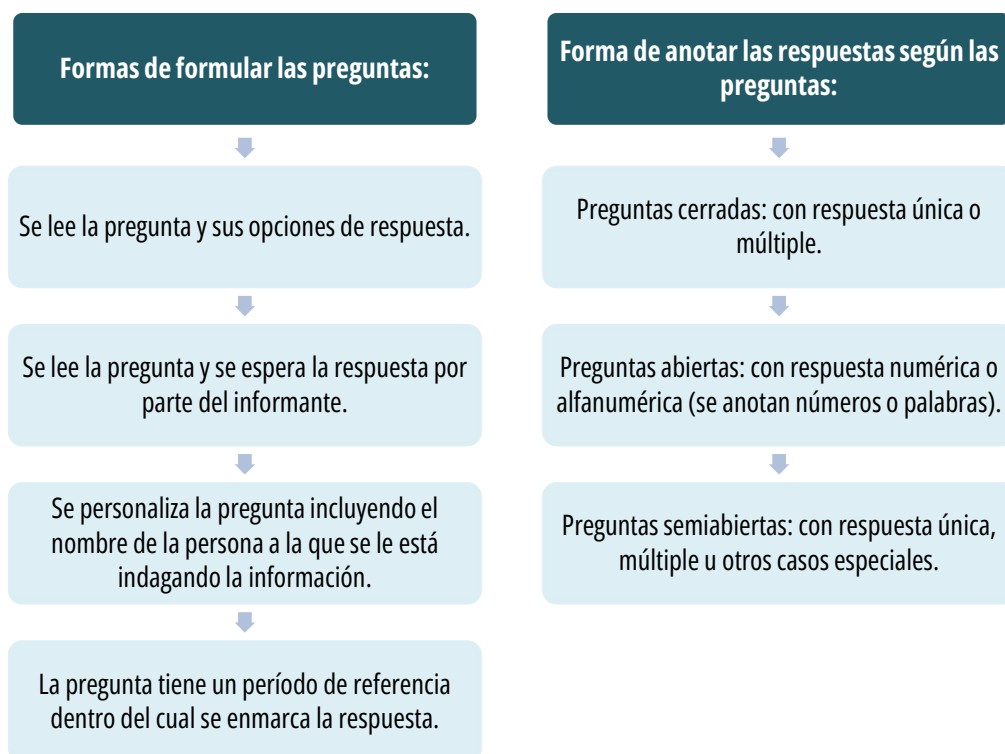 Formas de formular las preguntas:
Se lee la pregunta y sus opciones de respuesta.
Se lee la pregunta y se espera la respuesta por
parte del informante.
Se personaliza la pregunta incluyendo el
nombre de la persona a la que se le está
indagando la información.
La pregunta tiene un período de referencia
dentro del cual se enmarca la respuesta.
Forma de anotar las respuestas según las
preguntas:
Preguntas cerradas: con respuesta única o
múltiple.
Preguntas abiertas: con respuesta numérica o
alfanumérica (se anotan números o palabras).
Preguntas semiabiertas: con respuesta única,
múltiple u otros casos especiales.